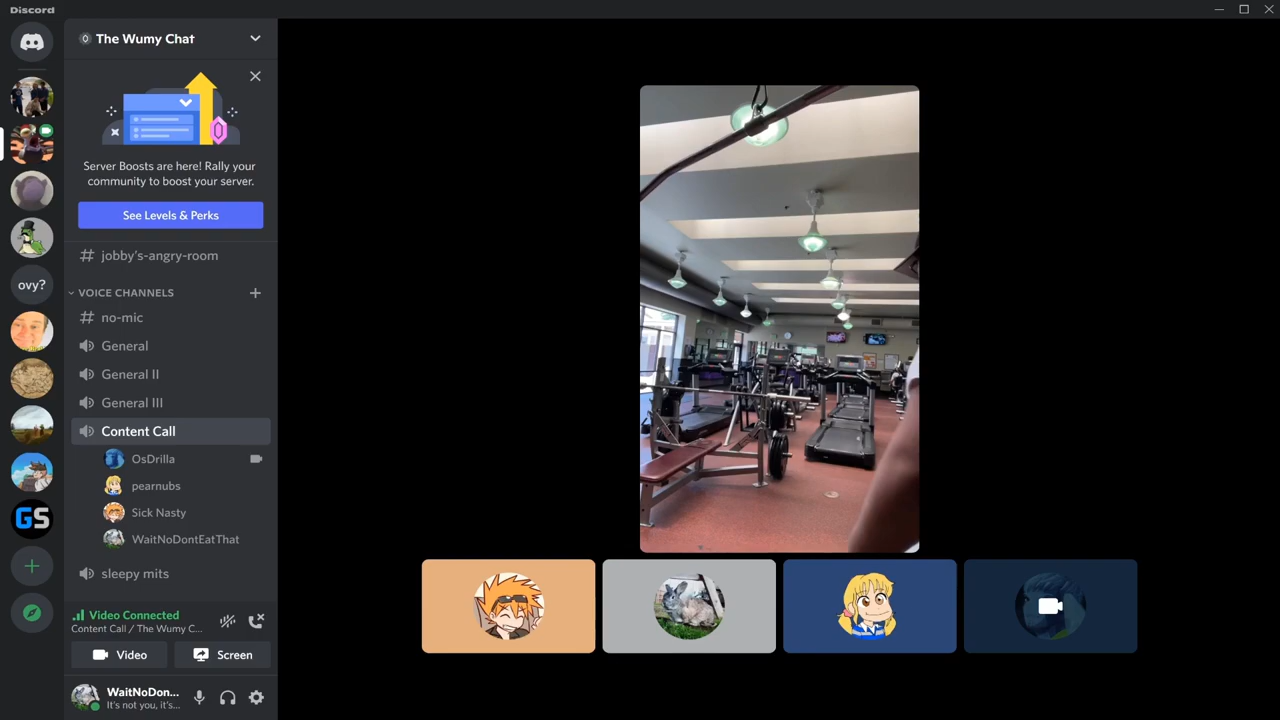 Discord
The Wumy Chat
Server Boosts are here! Rally your
community to boost your server.
See Levels & Perks
# jobby's-angry-room
VOICE CHANNELS
# no-mic
General
General II
ovy?
General III
Content Call
OsDrilla
pearnubs
Sick Nasty
GS
WaitNoDontEatThat
sleepy mits
Video Connected
Content Call / The Wumy C...
Video
Screen
WaitNoDon...
It's not you, it's...